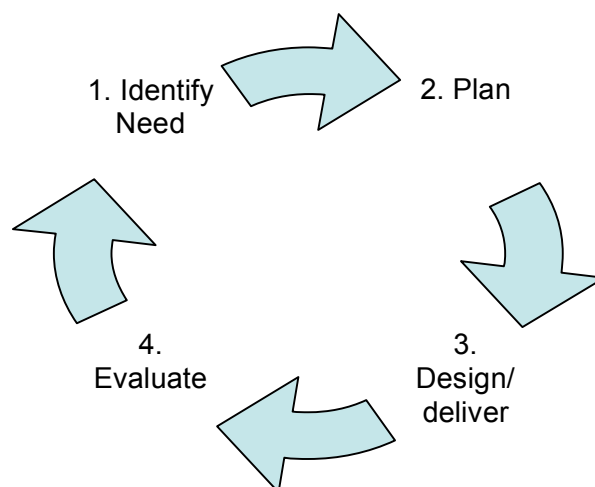 1. Identify
Need
2. Plan
3.
Design/
deliver
4.
Evaluate